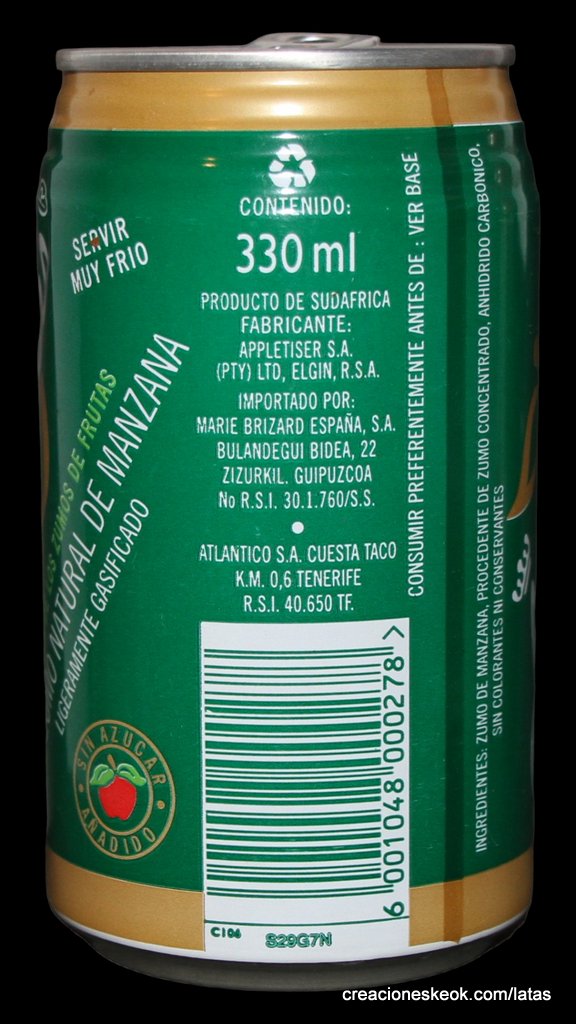 ®
SERVIR
MUY FRIO
LOS ZUMOS DE FRUTAS
NATURAL DE MANZANA
LIGERAMENTE GASIFICADO
SIN AZUCAR
AÑADIDO
CONTENIDO:
330 ml
PRODUCTO DE SUDAFRICA
FABRICANTE:
APPLETISER S.A.
(PTY) LTD, ELGIN, R.S.A.
IMPORTADO POR:
MARIE BRIZARD ESPAÑA, S.A.
BULANDEGUI BIDEA, 22
ZIZURKIL. GUIPUZCOA
No R.S.I. 30.1.760/S.S.
ATLANTICO S.A. CUESTA TACO
K.M. 0,6 TENERIFE
R.S.I. 40.650 TF.
6 001048 000278 >
C104
S29G7N
CONSUMIR PREFERENTEMENTE ANTES DE : VER BASE
INGREDIENTES: ZUMO DE MANZANA, PROCEDENTE DE ZUMO CONCENTRADO, ANHIDRIDO CARBONICO,
SIN COLORANTES NI CONSERVANTES
creacioneskeok.com/latas